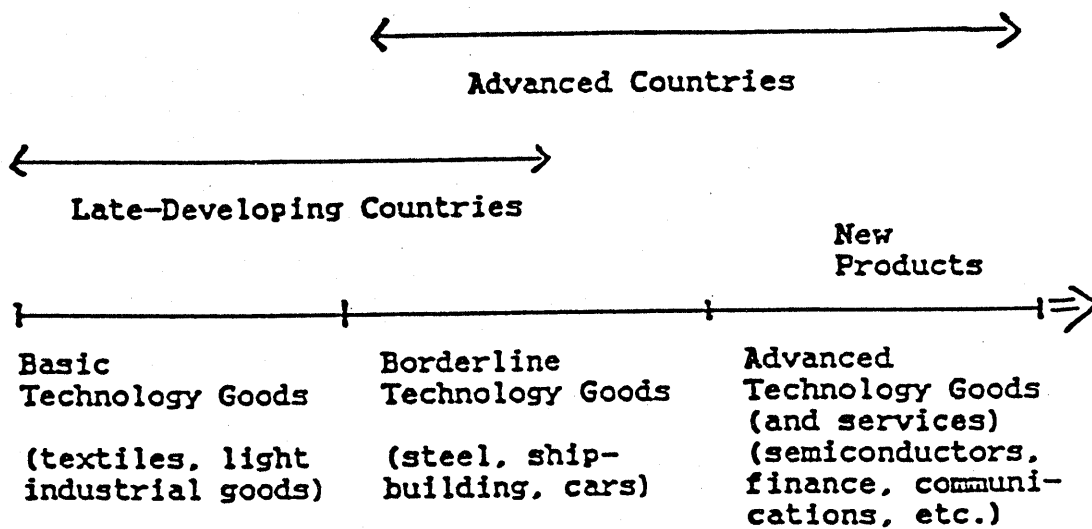 Advanced Countries
Late-Developing Countries
New
Products
Basic
Technology Goods
(textiles, light
industrial goods)
Borderline
Technology Goods
(steel, ship-
building, cars)
Advanced
Technology Goods
(and services)
(semiconductors,
finance, communi-
cations, etc.)